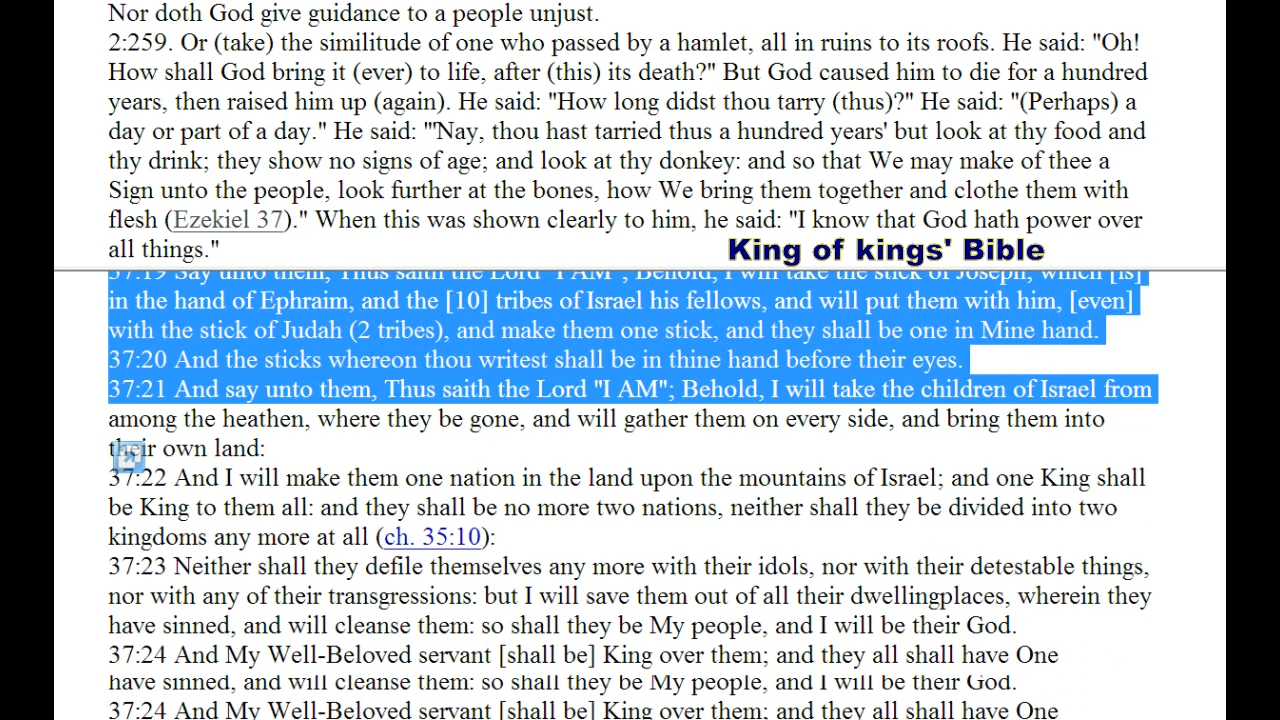 Nor doth God give guidance to a people unjust.
2:259. Or (take) the similitude of one who passed by a hamlet, all in ruins to its roofs. He said: "Oh!
How shall God bring it (ever) to life, after (this) its death?" But God caused him to die for a hundred
years, then raised him up (again). He said: "How long didst thou tarry (thus)?" He said: "(Perhaps) a
day or part of a day." He said: "'Nay, thou hast tarried thus a hundred years' but look at thy food and
thy drink; they show no signs of age; and look at thy donkey: and so that We may make of thee a
Sign unto the people, look further at the bones, how We bring them together and clothe them with
flesh (Ezekiel 37)." When this was shown clearly to him, he said: "I know that God hath power over
all things."
King of kings' Bible
37:19 Say unto them, Thus saith the Lord "I AM"; Behold, I will take the stick of Joseph, which [is]
in the hand of Ephraim, and the [10] tribes of Israel his fellows, and will put them with him, [even]
with the stick of Judah (2 tribes), and make them one stick, and they shall be one in Mine hand.
37:20 And the sticks whereon thou writest shall be in thine hand before their eyes.
37:21 And say unto them, Thus saith the Lord "I AM"; Behold, I will take the children of Israel from
among the heathen, where they be gone, and will gather them on every side, and bring them into
their own land:
37:22 And I will make them one nation in the land upon the mountains of Israel; and one King shall
be King to them all: and they shall be no more two nations, neither shall they be divided into two
kingdoms any more at all (ch. 35:10):
37:23 Neither shall they defile themselves any more with their idols, nor with their detestable things,
nor with any of their transgressions: but I will save them out of all their dwellingplaces, wherein they
have sinned, and will cleanse them: so shall they be My people, and I will be their God.
37:24 And My Well-Beloved servant [shall be] King over them; and they all shall have One
have sinned, and will cleanse them: so shall they be My people, and I will be their God.
37:24 And My Well-Beloved servant [shall be] King over them; and they all shall have One